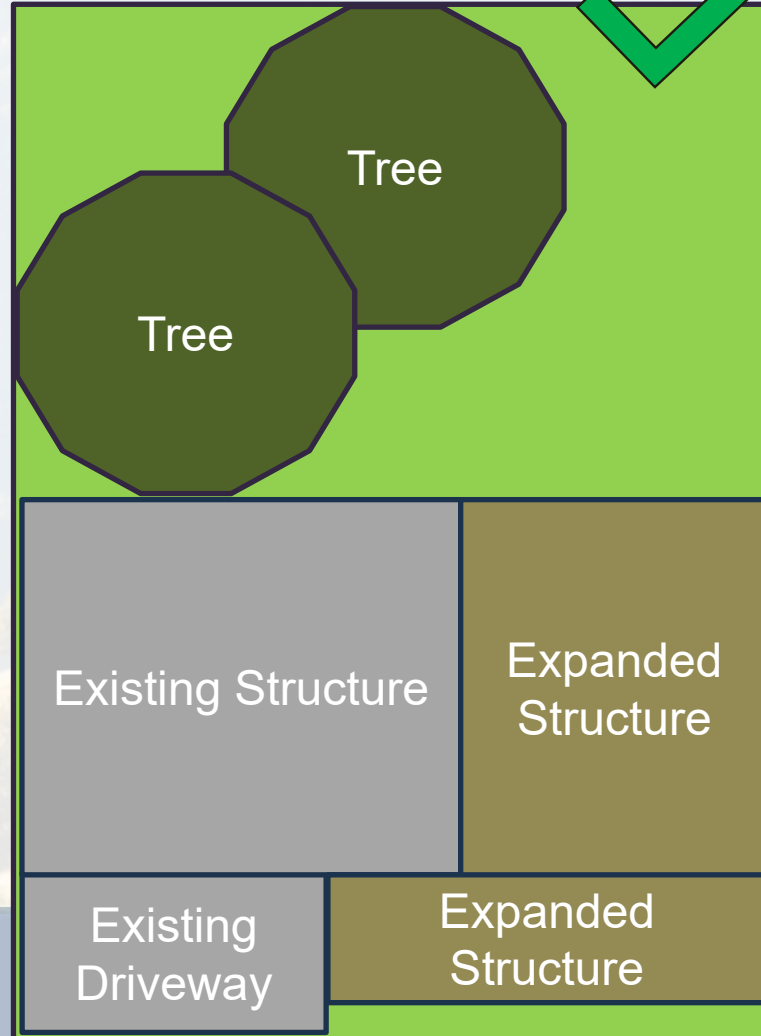 Tree
Tree
Existing Structure
Expanded
Structure
Existing
Driveway
Expanded
Structure